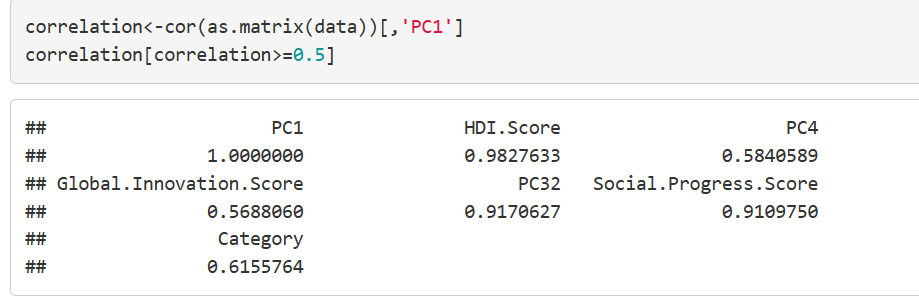 correlation<-cor(as.matrix(data))[,'PC1']
correlation[correlation>=0.5]
##                   PC1             HDI.Score                   PC4
##             1.0000000             0.9827633             0.5840589
## Global.Innovation.Score                  PC32 Social.Progress.Score
##             0.5688060             0.9170627             0.9109750
##              Category
##             0.6155764